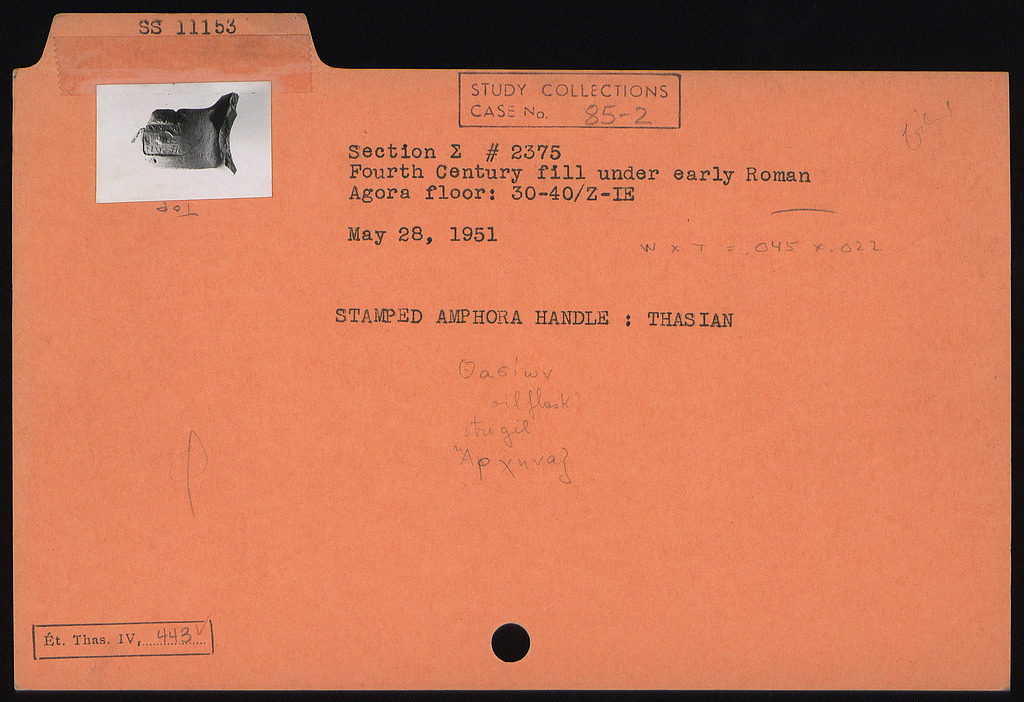 SS 11153
STUDY COLLECTIONS
CASE No. 85-2
Section Σ # 2375
Fourth Century fill under early Roman
Agora floor: 30-40/Z-IE
May 28, 1951
W x T = .045 x .022
STAMPED AMPHORA HANDLE : THASIAN
Θασίων
oil flask
strigil
Top
Ét. Thas. IV, 443